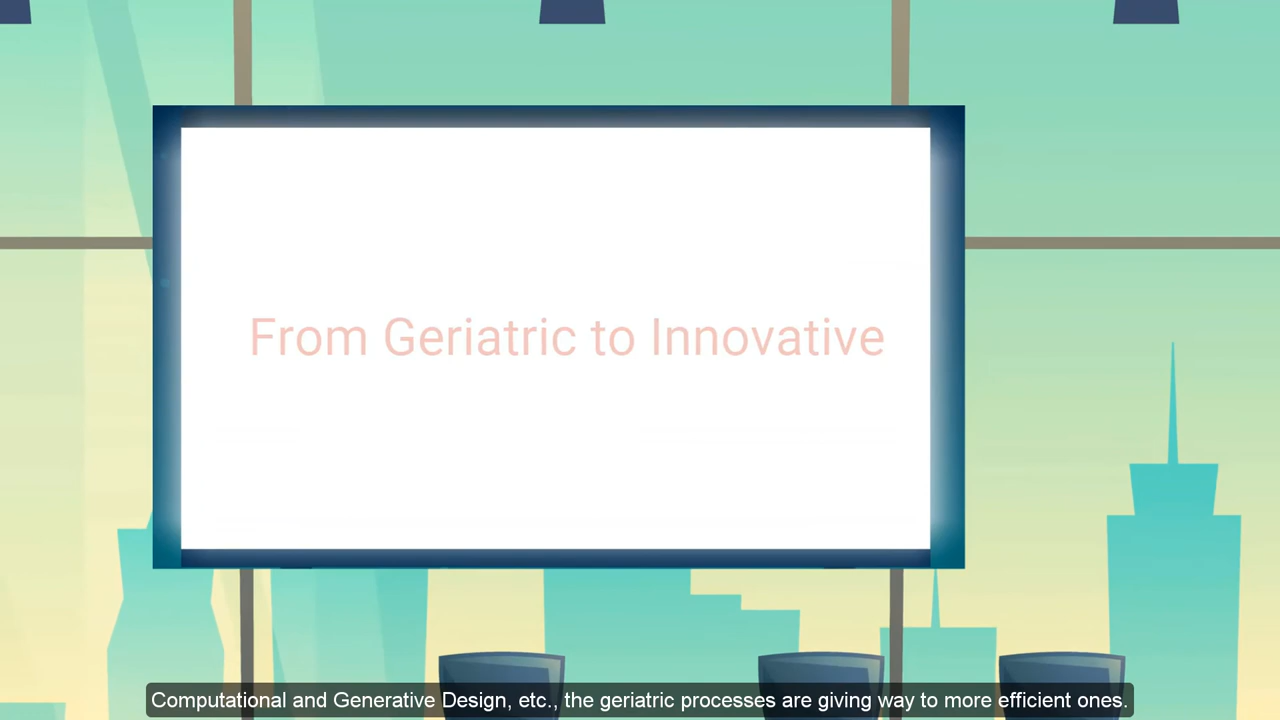 From Geriatric to Innovative
Computational and Generative Design, etc., the geriatric processes are giving way to more efficient ones.